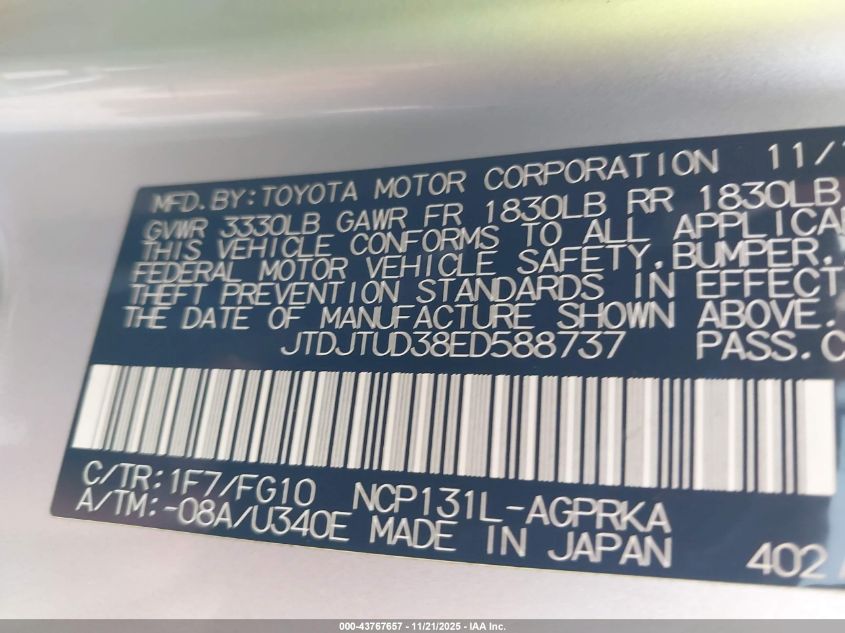 MFD.BY:TOYOTA MOTOR CORPORATION 11/
GVWR 3330LB GAWR FR 1830LB RR 1830LB
THIS VEHICLE CONFORMS TO ALL APPLICA
FEDERAL MOTOR VEHICLE SAFETY,BUMPER,
THEFT PREVENTION STANDARDS IN EFFECT
THE DATE OF MANUFACTURE SHOWN ABOVE.
JTDJTUD38ED588737 PASS.C
C/TR:1F7/FG10 NCP131L-AGPRKA
A/TM:-08A/U340E MADE IN JAPAN 402
000-43767657 - 11/21/2025 - IAA Inc.